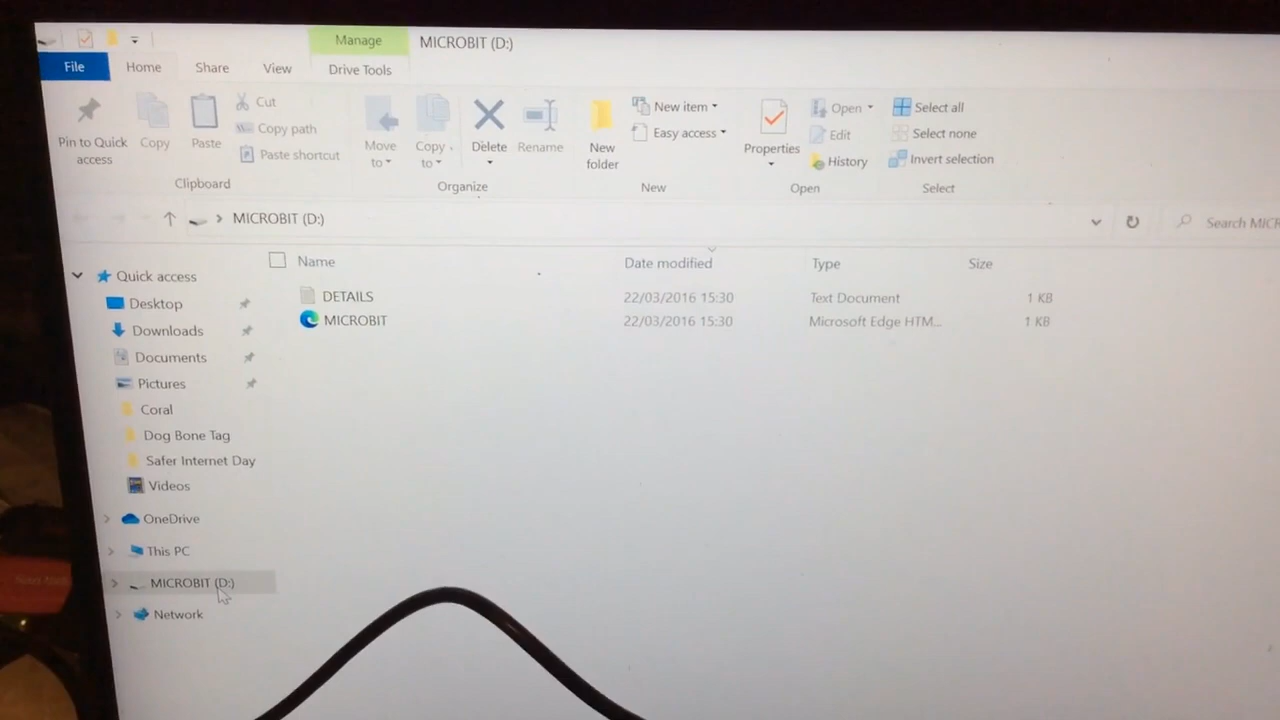 Manage MICROBIT (D:)
File Home Share View Drive Tools
Pin to Quick access
Copy
Paste
Cut
Copy path
Paste shortcut
Clipboard
Move to
Copy to
Delete
Rename
Organize
New folder
New item
Easy access
New
Properties
Open
Edit
History
Open
Select all
Select none
Invert selection
Select
MICROBIT (D:)
Search MICR
Name Date modified Type Size
DETAILS 22/03/2016 15:30 Text Document 1 KB
MICROBIT 22/03/2016 15:30 Microsoft Edge HTM... 1 KB
Quick access
Desktop
Downloads
Documents
Pictures
Coral
Dog Bone Tag
Safer Internet Day
Videos
OneDrive
This PC
MICROBIT (D:)
Network